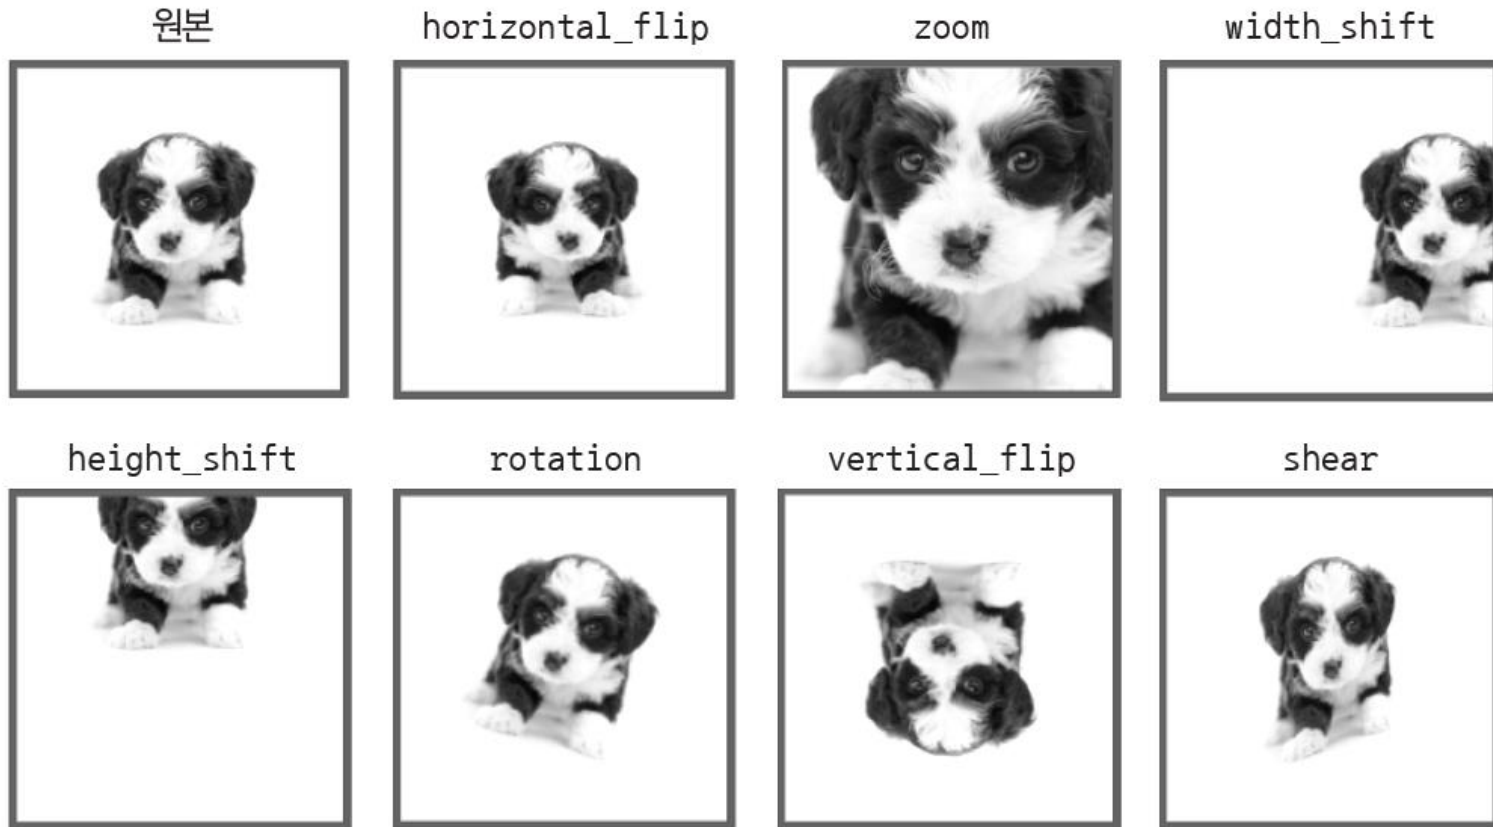 원본
horizontal_flip
zoom
width_shift
height_shift
rotation
vertical_flip
shear